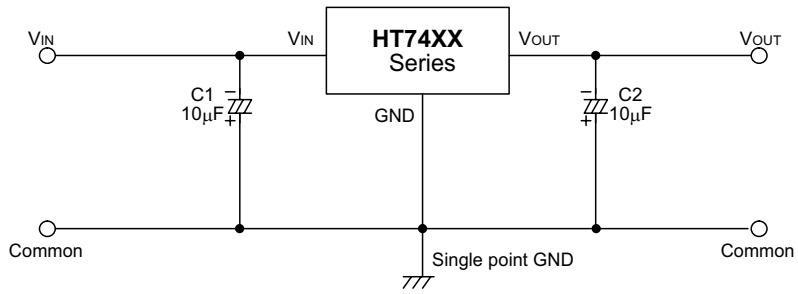 VIN
VIN
HT74XX
VOUT
VOUT
Series
C1
10μF
−
+
GND
−
+
C2
10μF
Common
Single point GND
Common